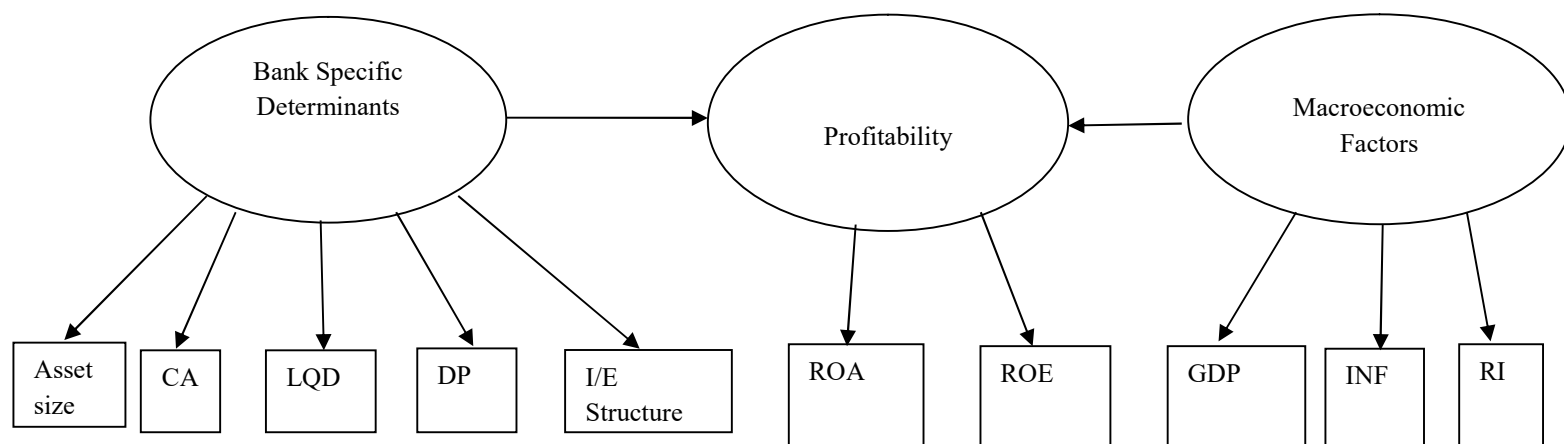 Bank Specific
Determinants
Profitability
Macroeconomic
Factors
Asset
size
CA
LQD
DP
I/E
Structure
ROA
ROE
GDP
INF
RI